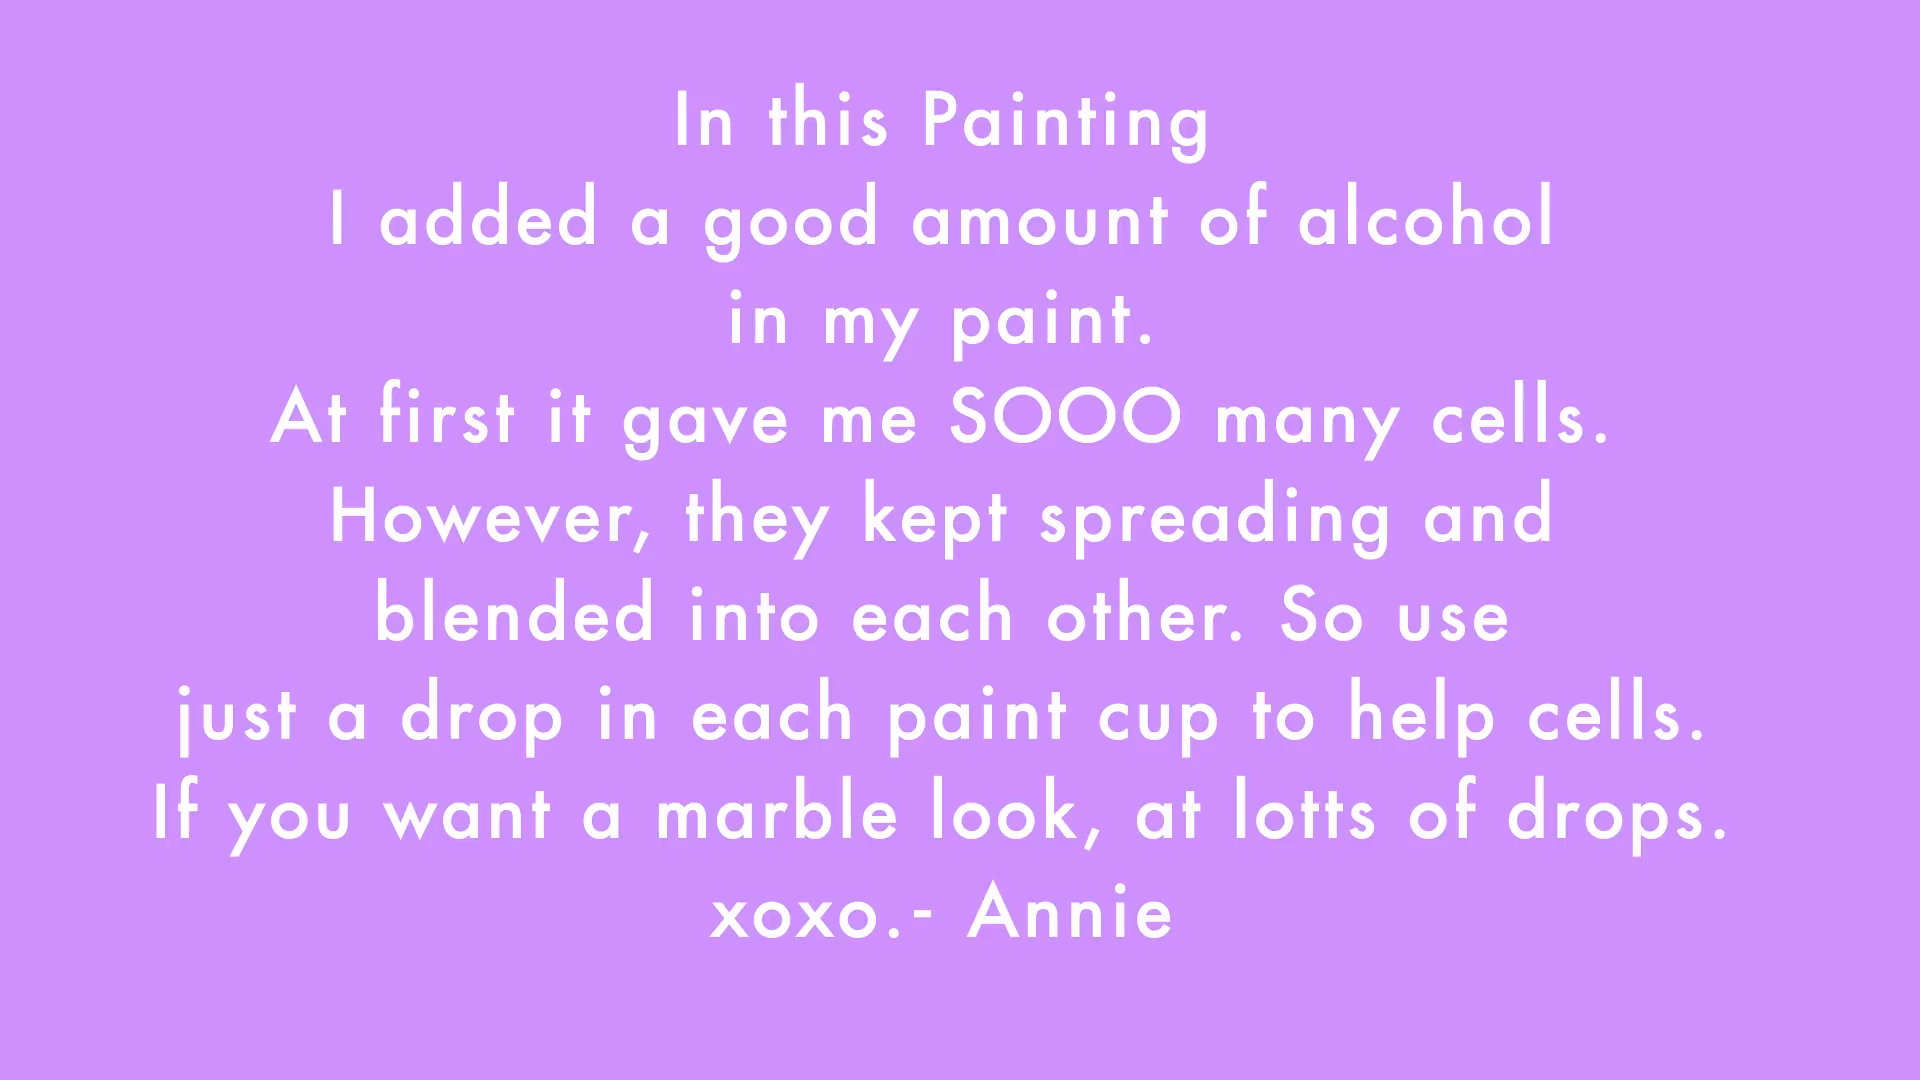 In this Painting
I added a good amount of alcohol
in my paint.
At first it gave me SOOO many cells.
However, they kept spreading and
blended into each other. So use
just a drop in each paint cup to help cells.
If you want a marble look, at lotts of drops.
xoxo.- Annie